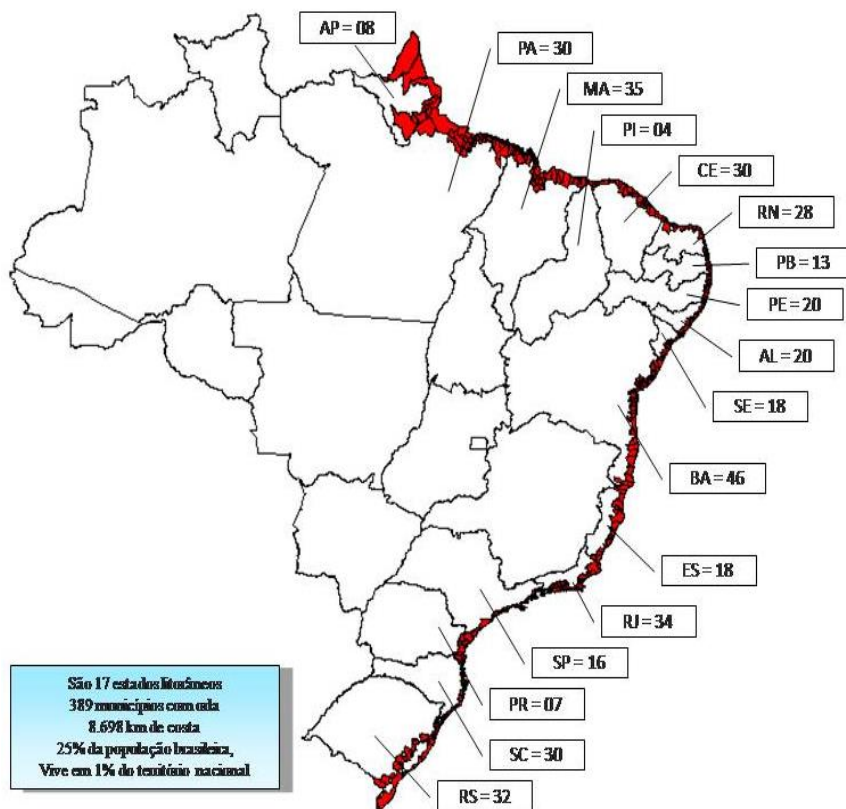 AP = 08
PA = 30
MA = 35
PI = 04
CE = 30
RN = 28
PB = 13
PE = 20
AL = 20
SE = 18
BA = 46
ES = 18
RJ = 34
SP = 16
PR = 07
SC = 30
RS = 32
São 17 estados litorâneos
389 municípios com orla
8.698 km de costa
25% da população brasileira,
Vive em 1% do território nacional